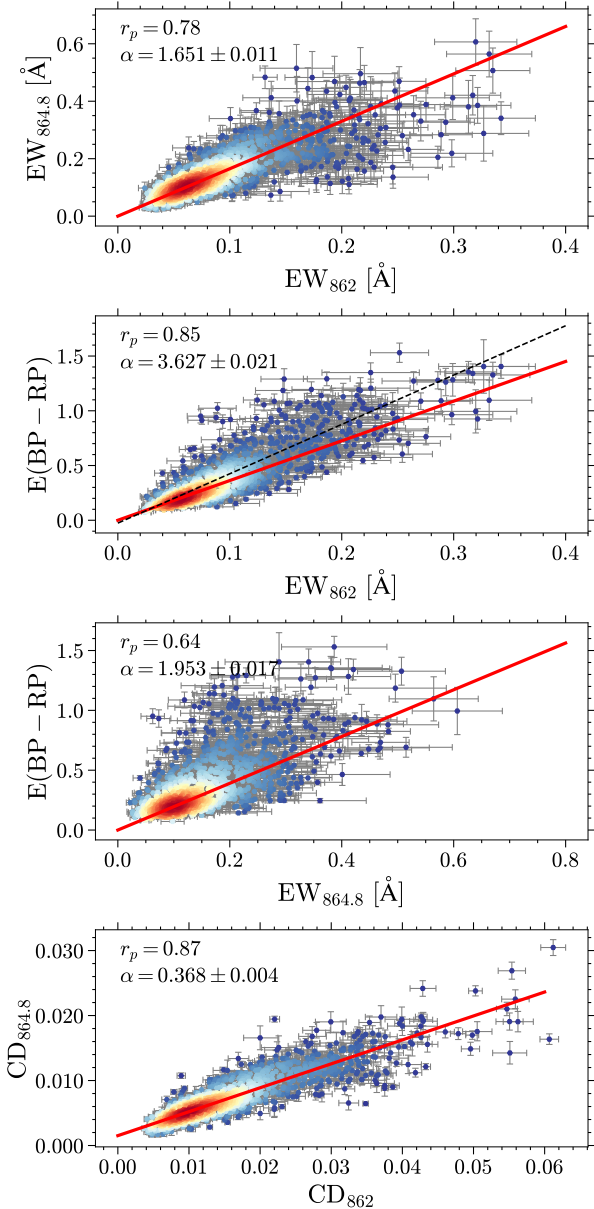 r_p = 0.78
α = 1.651 ± 0.011
0.6
0.4
0.2
0.0
EW_864.8 [Å]
0.0 0.1 0.2 0.3 0.4
EW_862 [Å]
r_p = 0.85
α = 3.627 ± 0.021
1.5
1.0
0.5
0.0
E(BP − RP)
0.0 0.1 0.2 0.3 0.4
EW_862 [Å]
r_p = 0.64
α = 1.953 ± 0.017
1.5
1.0
0.5
0.0
E(BP − RP)
0.0 0.2 0.4 0.6 0.8
EW_864.8 [Å]
r_p = 0.87
α = 0.368 ± 0.004
0.030
0.020
0.010
0.000
CD_864.8
0.00 0.01 0.02 0.03 0.04 0.05 0.06
CD_862